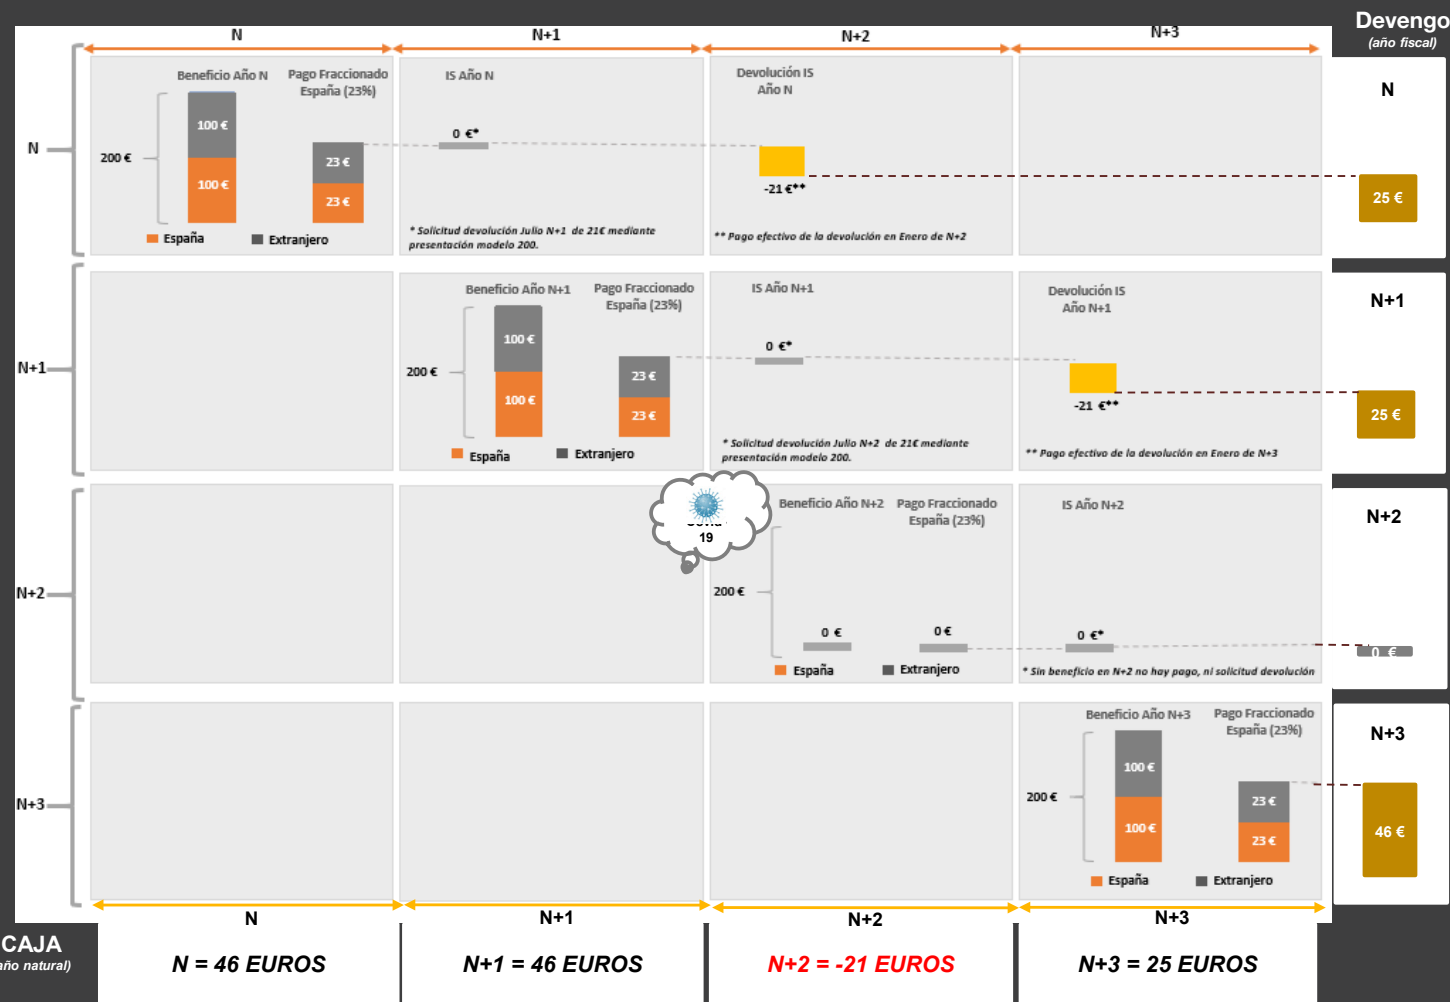 Devengo
(año fiscal)
N
N+1
N+2
N+3
N
Beneficio Año N
Pago Fraccionado
España (23%)
200 €
100 €
100 €
23 €
23 €
España
Extranjero
IS Año N
0 €*
* Solicitud devolución Julio N+1 de 21€ mediante
presentación modelo 200.
Devolución IS
Año N
-21 €**
** Pago efectivo de la devolución en Enero de N+2
N
25 €
N+1
Beneficio Año N+1
Pago Fraccionado
España (23%)
200 €
100 €
100 €
23 €
23 €
España
Extranjero
IS Año N+1
0 €*
* Solicitud devolución Julio N+2 de 21€ mediante
presentación modelo 200.
Devolución IS
Año N+1
-21 €**
** Pago efectivo de la devolución en Enero de N+3
N+1
25 €
N+2
19
Beneficio Año N+2
Pago Fraccionado
España (23%)
200 €
0 €
0 €
España
Extranjero
IS Año N+2
0 €*
* Sin beneficio en N+2 no hay pago, ni solicitud devolución
N+2
0 €
N+3
Beneficio Año N+3
Pago Fraccionado
España (23%)
200 €
100 €
100 €
23 €
23 €
España
Extranjero
N+3
46 €
N
N+1
N+2
N+3
CAJA
año natural)
N = 46 EUROS
N+1 = 46 EUROS
N+2 = -21 EUROS
N+3 = 25 EUROS